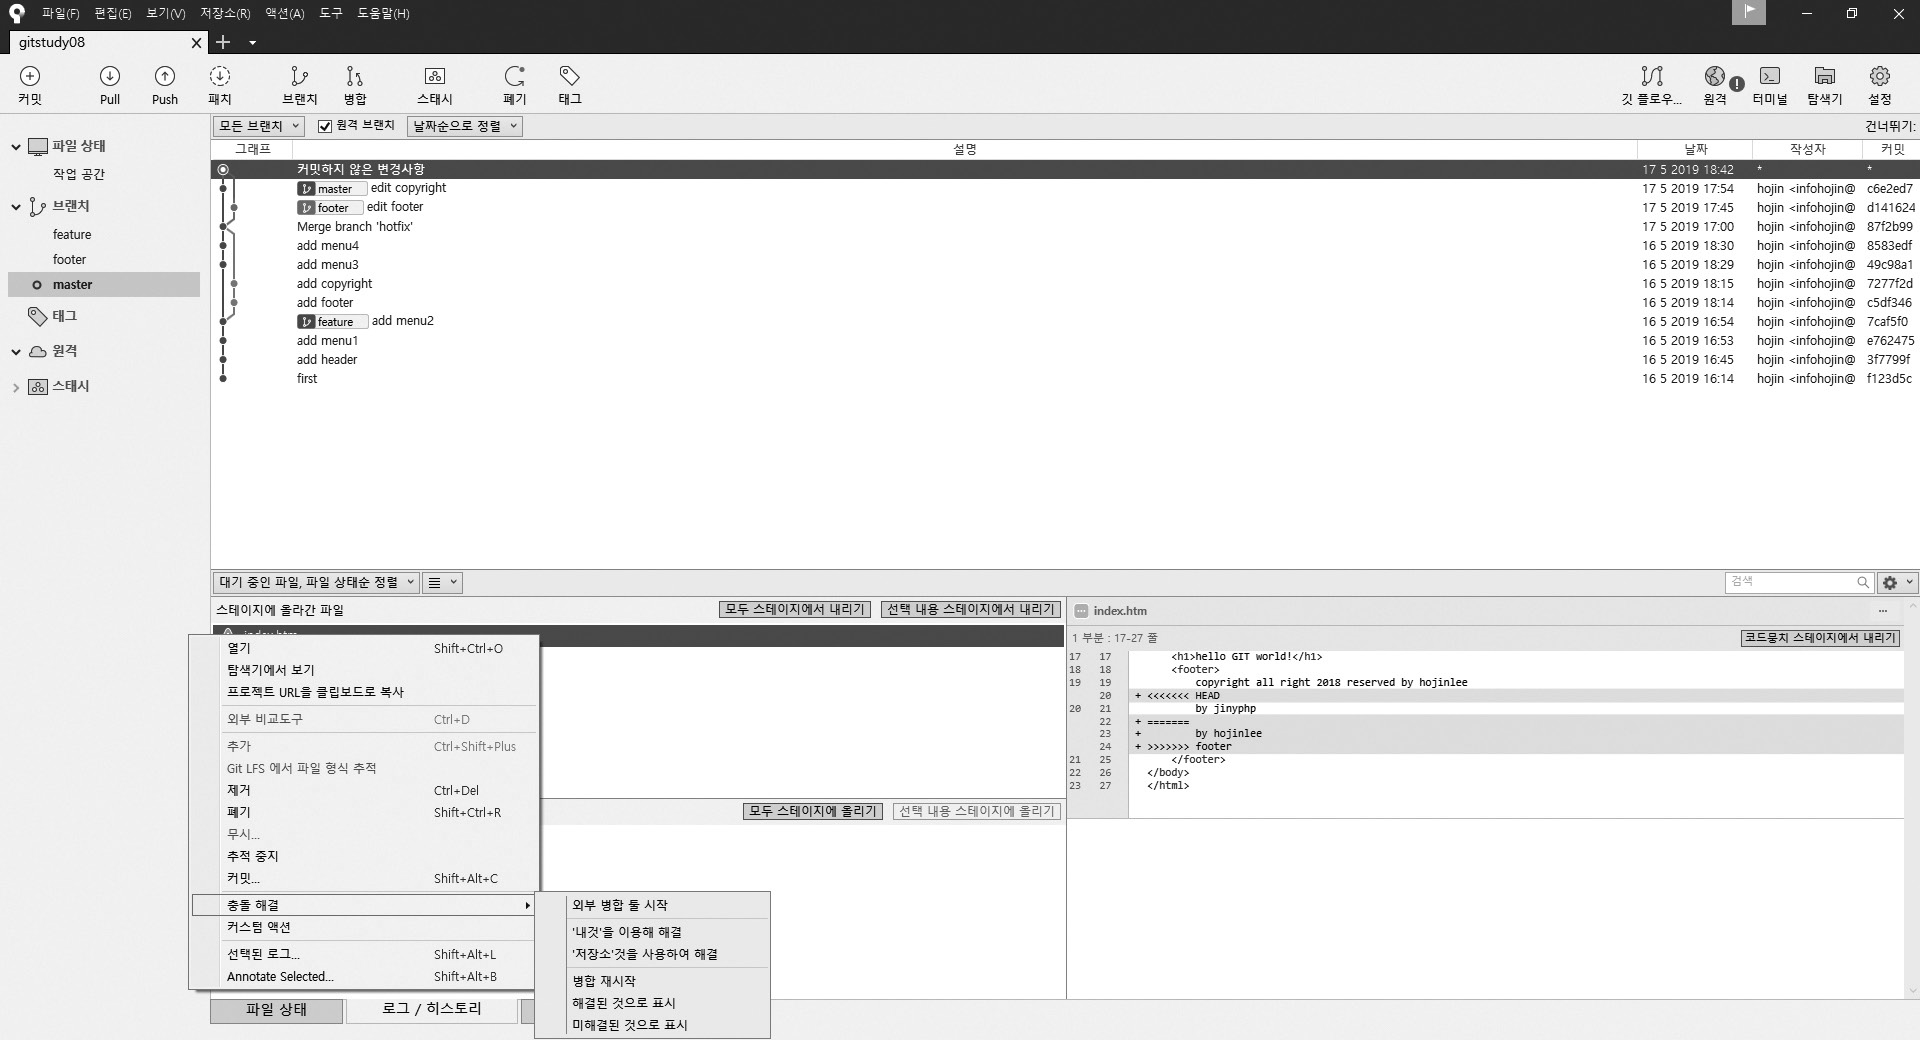 파일(F) 편집(E) 보기(V) 저장소(R) 액션(A) 도구 도움말(H)
gitstudy08
커밋 Pull Push 패치 브랜치 병합 스태시 폐기 태그 깃 플로우... 원격 터미널 탐색기 설정
모든 브랜치 원격 브랜치 날짜순으로 정렬 건너뛰기:
파일 상태
작업 공간
브랜치
feature
footer
master
태그
원격
스태시
그래프 설명 날짜 작성자 커밋
커밋하지 않은 변경사항 17 5 2019 18:42 * *
master edit copyright 17 5 2019 17:54 hojin <infohojin@ c6e2ed7
footer edit footer 17 5 2019 17:45 hojin <infohojin@ d141624
Merge branch 'hotfix' 17 5 2019 17:00 hojin <infohojin@ 87f2b99
add menu4 16 5 2019 18:30 hojin <infohojin@ 8583edf
add menu3 16 5 2019 18:29 hojin <infohojin@ 49c98a1
add copyright 16 5 2019 18:15 hojin <infohojin@ 7277f2d
add footer 16 5 2019 18:14 hojin <infohojin@ c5df346
feature add menu2 16 5 2019 16:54 hojin <infohojin@ 7caf5f0
add menu1 16 5 2019 16:53 hojin <infohojin@ e762475
add header 16 5 2019 16:45 hojin <infohojin@ 3f7799f
first 16 5 2019 16:14 hojin <infohojin@ f123d5c
대기 중인 파일, 파일 상태순 정렬 검색
스테이지에 올라간 파일 모두 스테이지에서 내리기 선택 내용 스테이지에서 내리기
index.htm
모두 스테이지에 올리기 선택 내용 스테이지에 올리기
열기 Shift+Ctrl+O
탐색기에서 보기
프로젝트 URL을 클립보드로 복사
외부 비교도구 Ctrl+D
추가 Ctrl+Shift+Plus
Git LFS 에서 파일 형식 추적
제거 Ctrl+Del
폐기 Shift+Ctrl+R
무시...
추적 중지
커밋... Shift+Alt+C
충돌 해결
커스텀 액션
선택된 로그... Shift+Alt+L
Annotate Selected... Shift+Alt+B
외부 병합 툴 시작
'내것'을 이용해 해결
'저장소'것을 사용하여 해결
병합 재시작
해결된 것으로 표시
미해결된 것으로 표시
파일 상태 로그 / 히스토리
index.htm ...
1 부분 : 17-27 줄 코드뭉치 스테이지에서 내리기
17 17 <h1>hello GIT world!</h1>
18 18 <footer>
19 19 copyright all right 2018 reserved by hojinlee
20 + <<<<<<< HEAD
20 21 by jinyphp
22 + =======
23 + by hojinlee
24 + >>>>>>> footer
21 25 </footer>
22 26 </body>
23 27 </html>